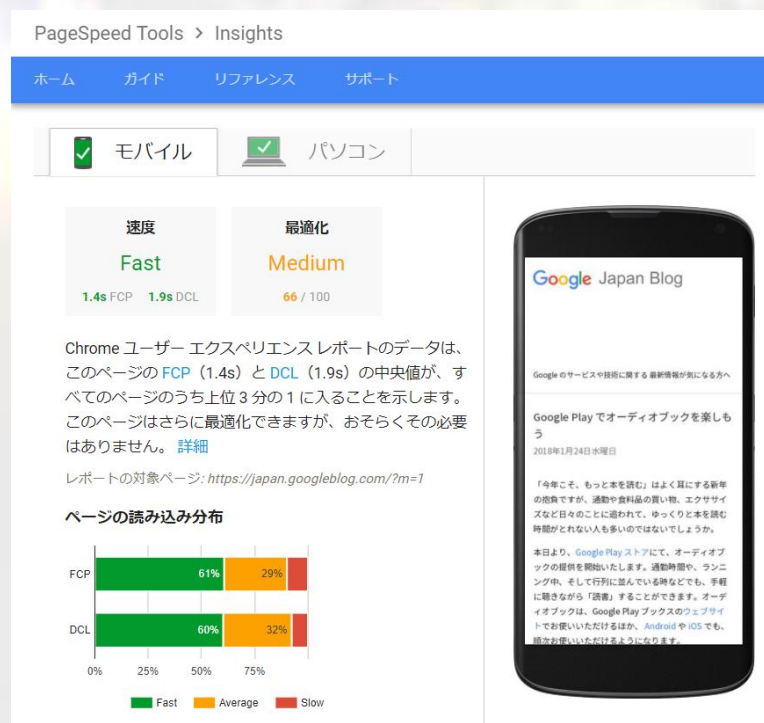 PageSpeed Tools > Insights
ホーム ガイド リファレンス サポート
モバイル パソコン
速度
Fast
1.4s FCP 1.9s DCL
最適化
Medium
66 / 100
Chrome ユーザー エクスペリエンス レポートのデータは、
このページの FCP（1.4s）と DCL（1.9s）の中央値が、す
べてのページのうち上位 3 分の 1 に入ることを示します。
このページはさらに最適化できますが、おそらくその必要
はありません。 詳細
レポートの対象ページ: https://japan.googleblog.com/?m=1
ページの読み込み分布
FCP 61% 29%
DCL 60% 32%
0% 25% 50% 75%
Fast Average Slow
Google Japan Blog
Google のサービスや技術に関する 最新情報が気になる方へ
Google Play でオーディオブックを楽しも
う
2018年1月24日水曜日
「今年こそ、もっと本を読む」はよく耳にする新年
の抱負ですが、通勤や食料品の買い物、エクササイ
ズなど日々のことに追われて、ゆっくりと本を読む
時間がとれない人も多いのではないでしょうか。
本日より、Google Play ストアにて、オーディオブ
ックの提供を開始いたします。通勤時間や、ランニ
ング中、そして行列に並んでいる時などでも、手軽
に聴きながら「読書」することができます。オーデ
ィオブックは、Google Play ブックスのウェブサイ
トでお使いいただけるほか、Android や iOS でも、
順次お使いいただけるようになります。